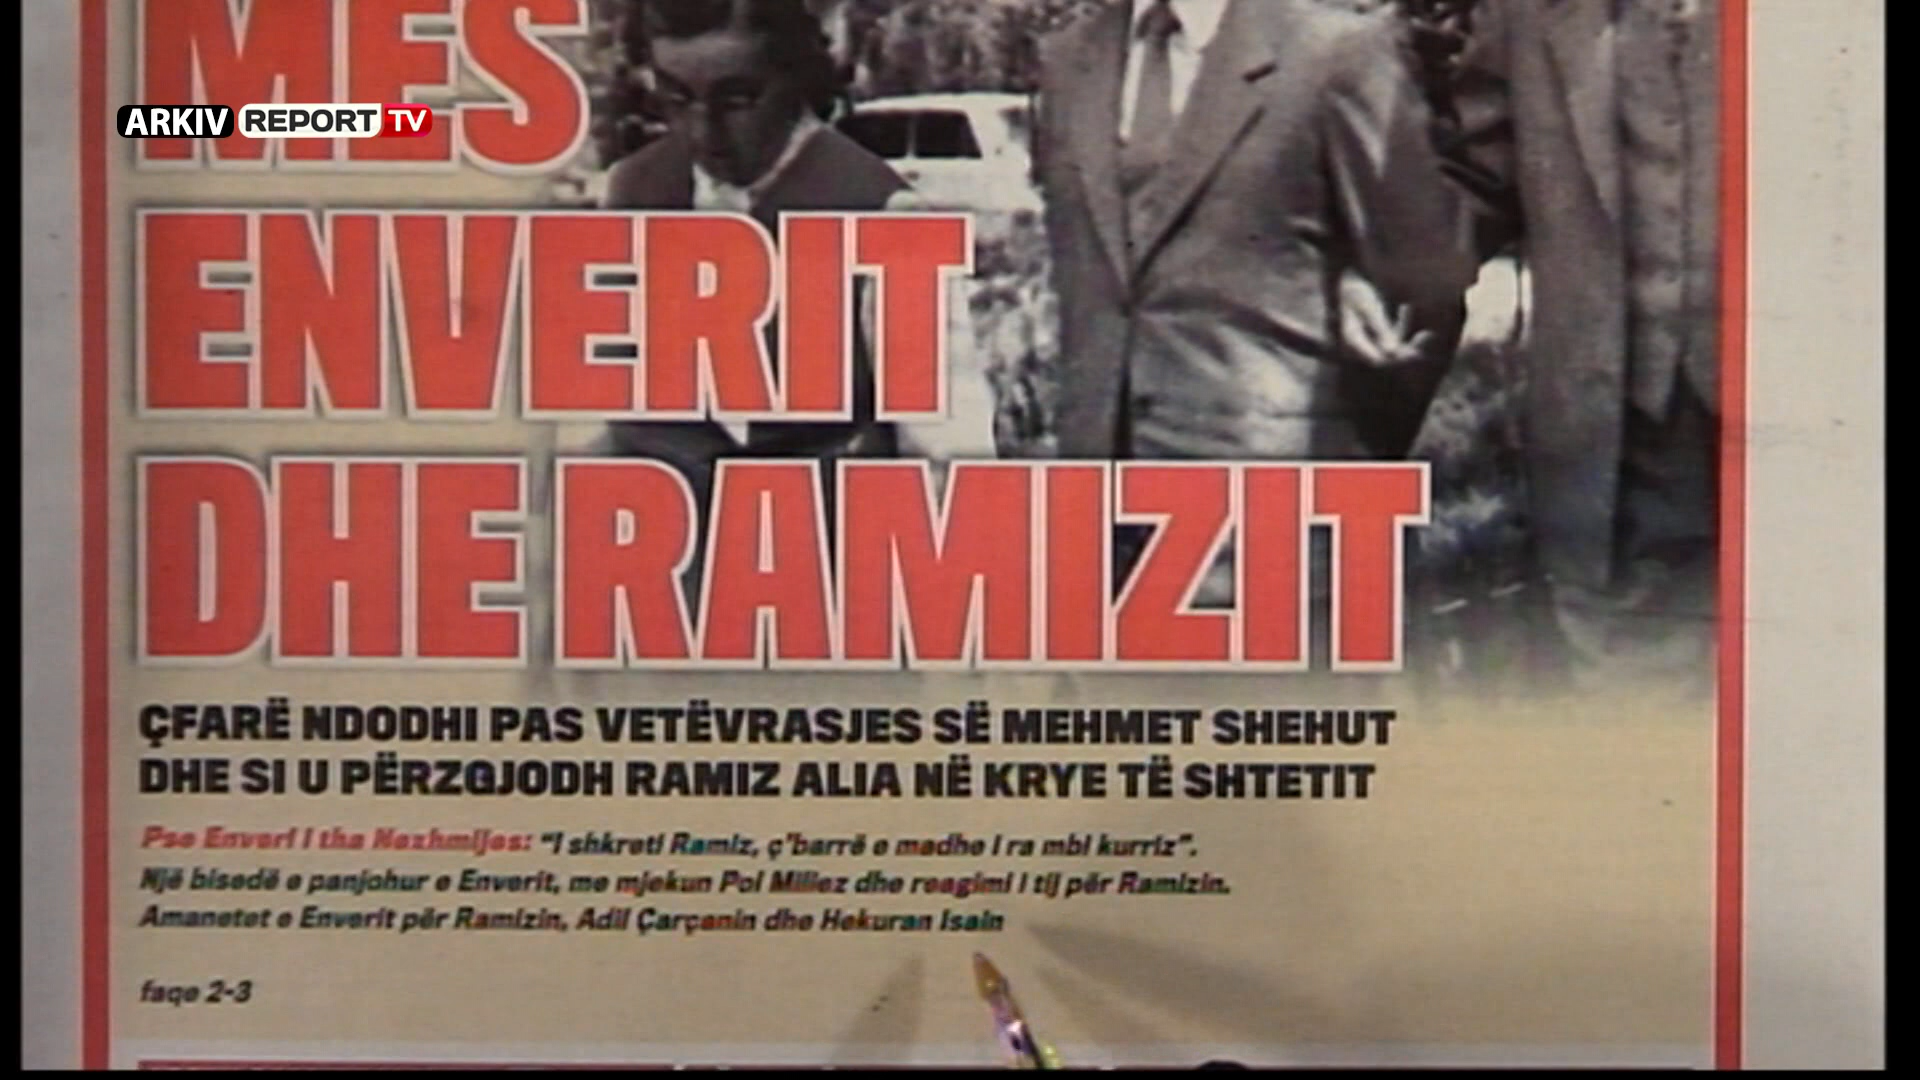 MES
ARKIV REPORT TV
ENVERIT
DHE RAMIZIT
ÇFARË NDODHI PAS VETËVRASJES SË MEHMET SHEHUT
DHE SI U PËRZGJODH RAMIZ ALIA NË KRYE TË SHTETIT
Pse Enveri i tha Nexhmijes: “I shkreti Ramiz, ç’barrë e madhe i ra mbi kurriz”.
Një bisedë e panjohur e Enverit, me mjekun Pol Miliez dhe reagimi i tij për Ramizin.
Amanetet e Enverit për Ramizin, Adil Çarçanin dhe Hekuran Isain
faqe 2-3